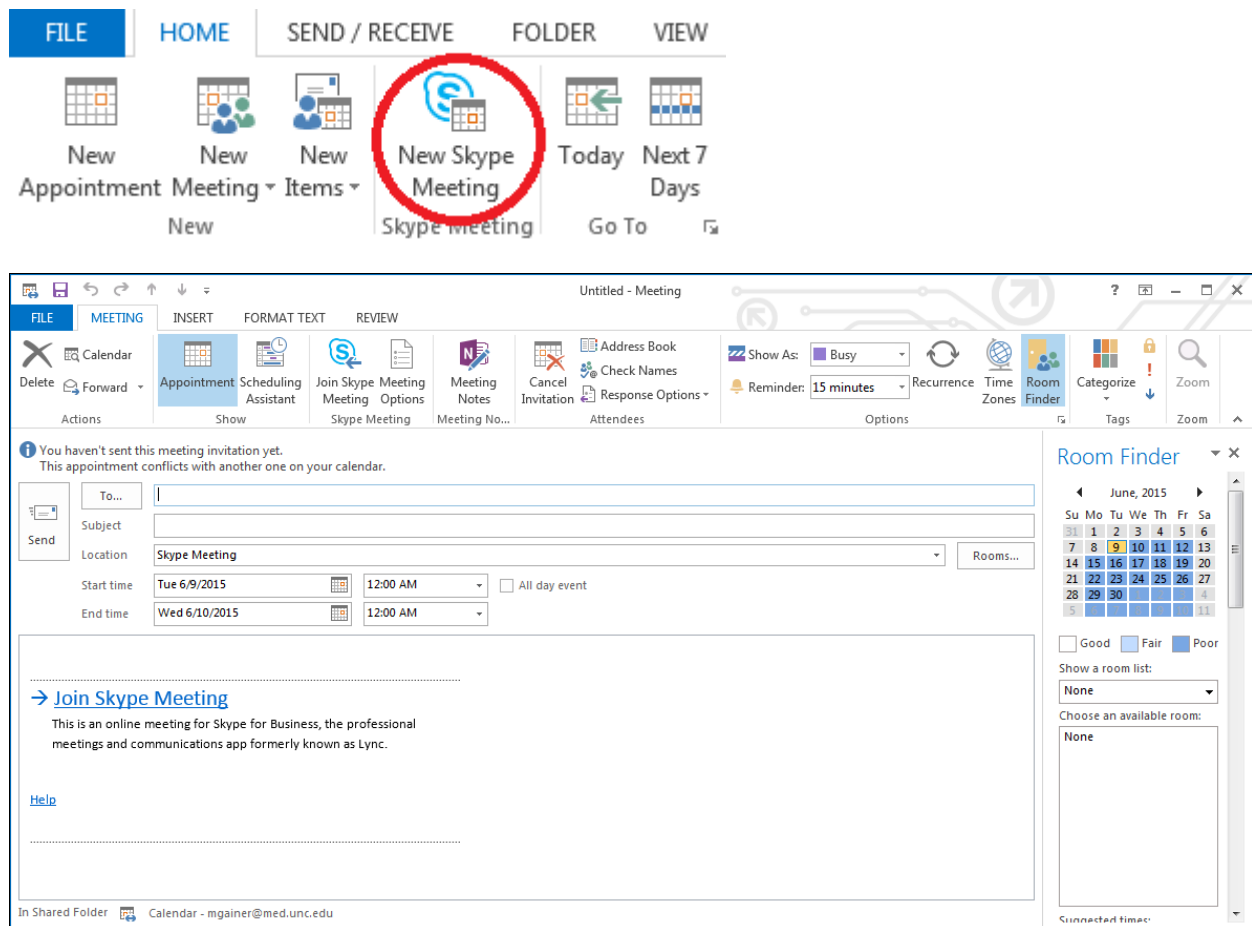 FILE HOME SEND / RECEIVE FOLDER VIEW
New Appointment
New Meeting
New Items
New Skype Meeting
Today
Next 7 Days
New Skype Meeting Go To
Untitled - Meeting
FILE MEETING INSERT FORMAT TEXT REVIEW
Delete
Calendar
Forward
Actions
Appointment
Scheduling Assistant
Show
Join Skype Meeting
Meeting Options
Skype Meeting
Meeting Notes
Meeting No...
Cancel Invitation
Address Book
Check Names
Response Options
Attendees
Show As: Busy
Reminder: 15 minutes
Recurrence
Time Zones
Room Finder
Options
Categorize
Tags
Zoom
Zoom
You haven't sent this meeting invitation yet.
This appointment conflicts with another one on your calendar.
Send
To...
Subject
Location Skype Meeting Rooms...
Start time Tue 6/9/2015 12:00 AM All day event
End time Wed 6/10/2015 12:00 AM
→ Join Skype Meeting
This is an online meeting for Skype for Business, the professional
meetings and communications app formerly known as Lync.
Help
In Shared Folder Calendar - mgainer@med.unc.edu
Room Finder
June, 2015
Su Mo Tu We Th Fr Sa
31 1 2 3 4 5 6
7 8 9 10 11 12 13
14 15 16 17 18 19 20
21 22 23 24 25 26 27
28 29 30 1 2 3 4
5 6 7 8 9 10 11
Good Fair Poor
Show a room list:
None
Choose an available room:
None
Suggested times: